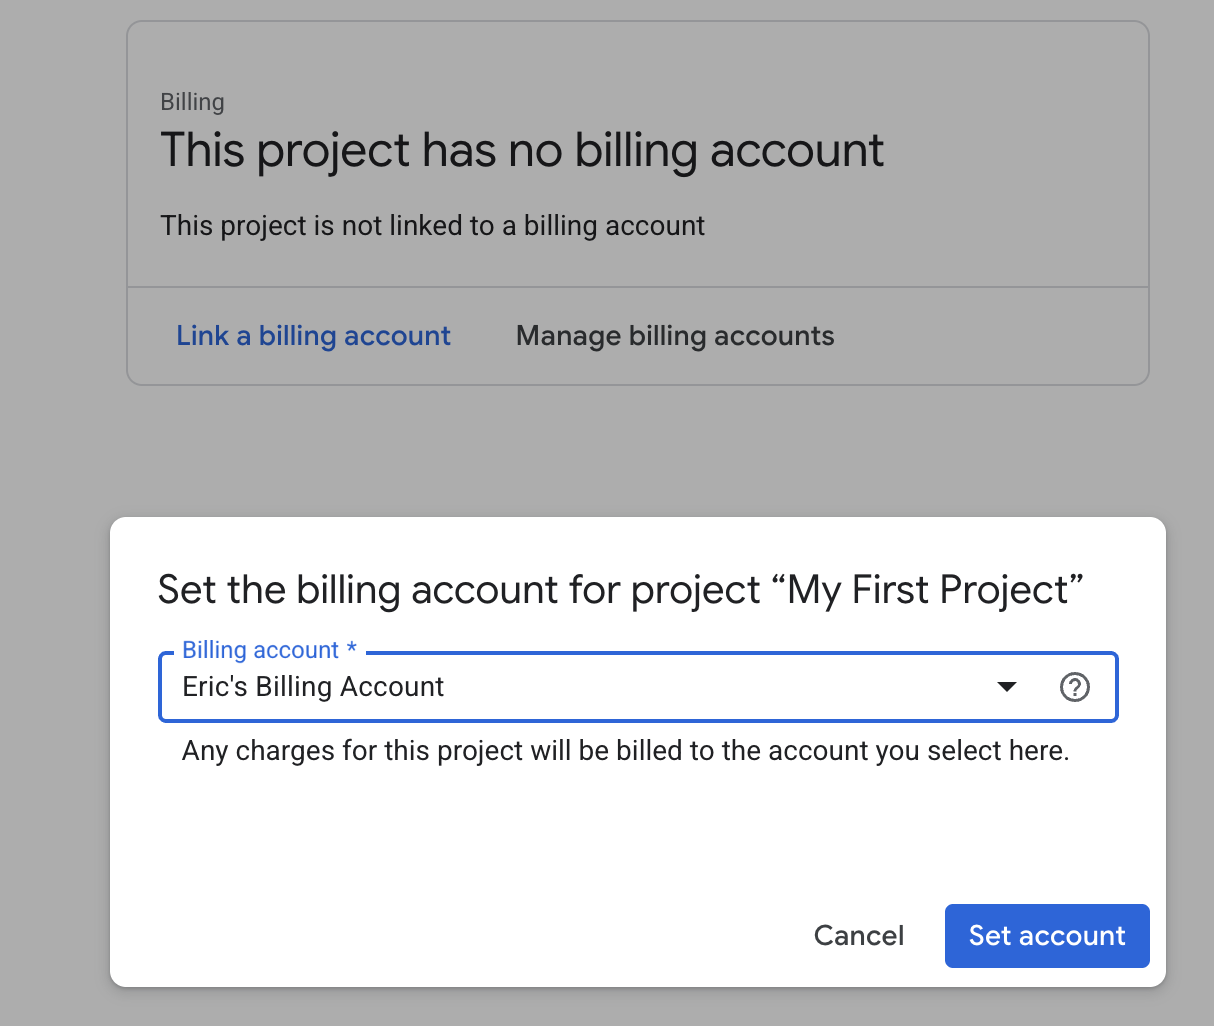 Billing
This project has no billing account
This project is not linked to a billing account
Link a billing account Manage billing accounts
Set the billing account for project “My First Project”
Billing account *
Eric's Billing Account
Any charges for this project will be billed to the account you select here.
Cancel Set account